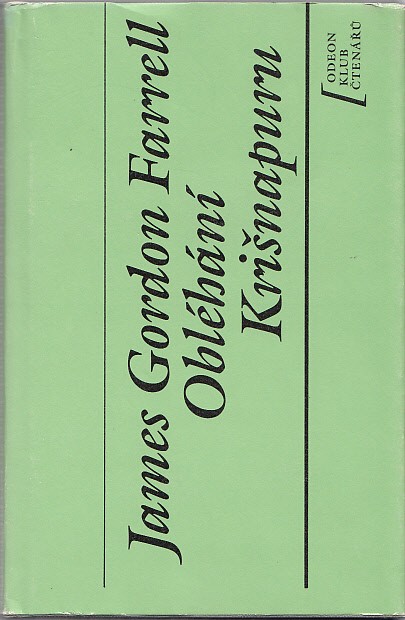 James Gordon Farrell
Obléhání
Krišnapuru
ODEON
KLUB
ČTENÁŘŮ